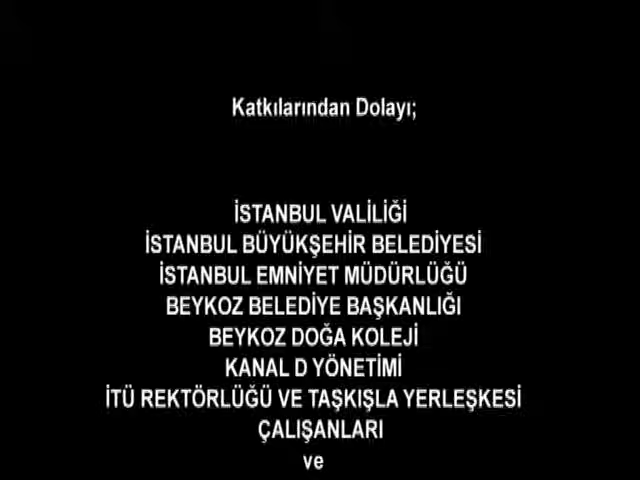 Katkılarından Dolayı;
İSTANBUL VALİLİĞİ
İSTANBUL BÜYÜKŞEHİR BELEDİYESİ
İSTANBUL EMNİYET MÜDÜRLÜĞÜ
BEYKOZ BELEDİYE BAŞKANLIĞI
BEYKOZ DOĞA KOLEJİ
KANAL D YÖNETİMİ
İTÜ REKTÖRLÜĞÜ VE TAŞKIŞLA YERLEŞKESİ
ÇALIŞANLARI
ve